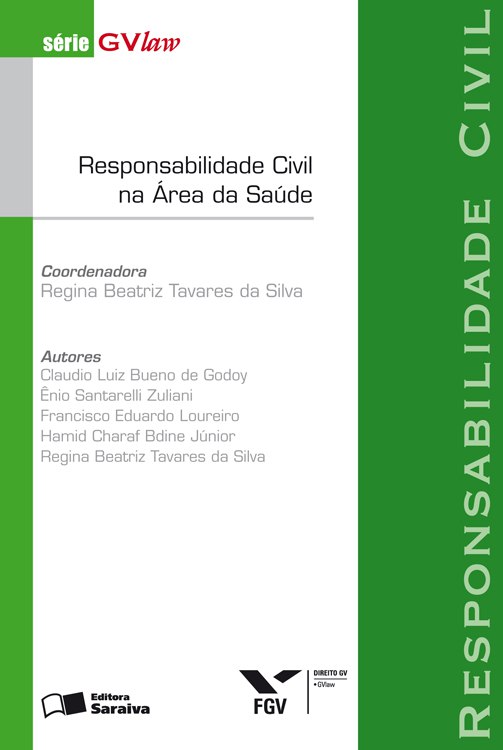 série GVlaw
Responsabilidade Civil
na Área da Saúde
Coordenadora
Regina Beatriz Tavares da Silva
Autores
Claudio Luiz Bueno de Godoy
Ênio Santarelli Zuliani
Francisco Eduardo Loureiro
Hamid Charaf Bdine Júnior
Regina Beatriz Tavares da Silva
Editora
Saraiva
FGV
DIREITO GV
• GVlaw
RESPONSABILIDADE CIVIL